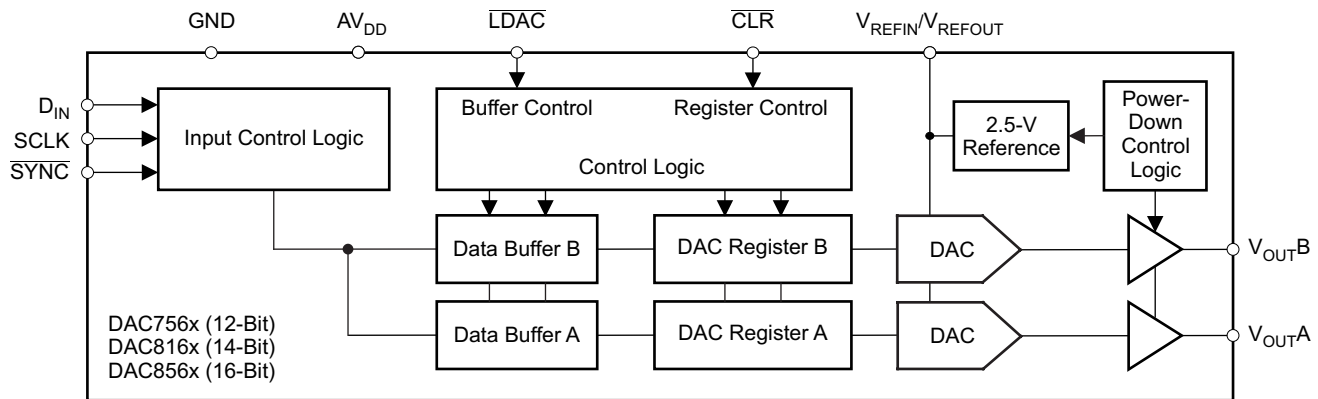 GND
AVDD
LDAC
CLR
VREFIN/VREFOUT
DIN
SCLK
SYNC
Input Control Logic
Buffer Control
Register Control
Control Logic
2.5-V
Reference
Power-
Down
Control
Logic
Data Buffer B
DAC Register B
DAC
VOUTB
Data Buffer A
DAC Register A
DAC
VOUTA
DAC756x (12-Bit)
DAC816x (14-Bit)
DAC856x (16-Bit)